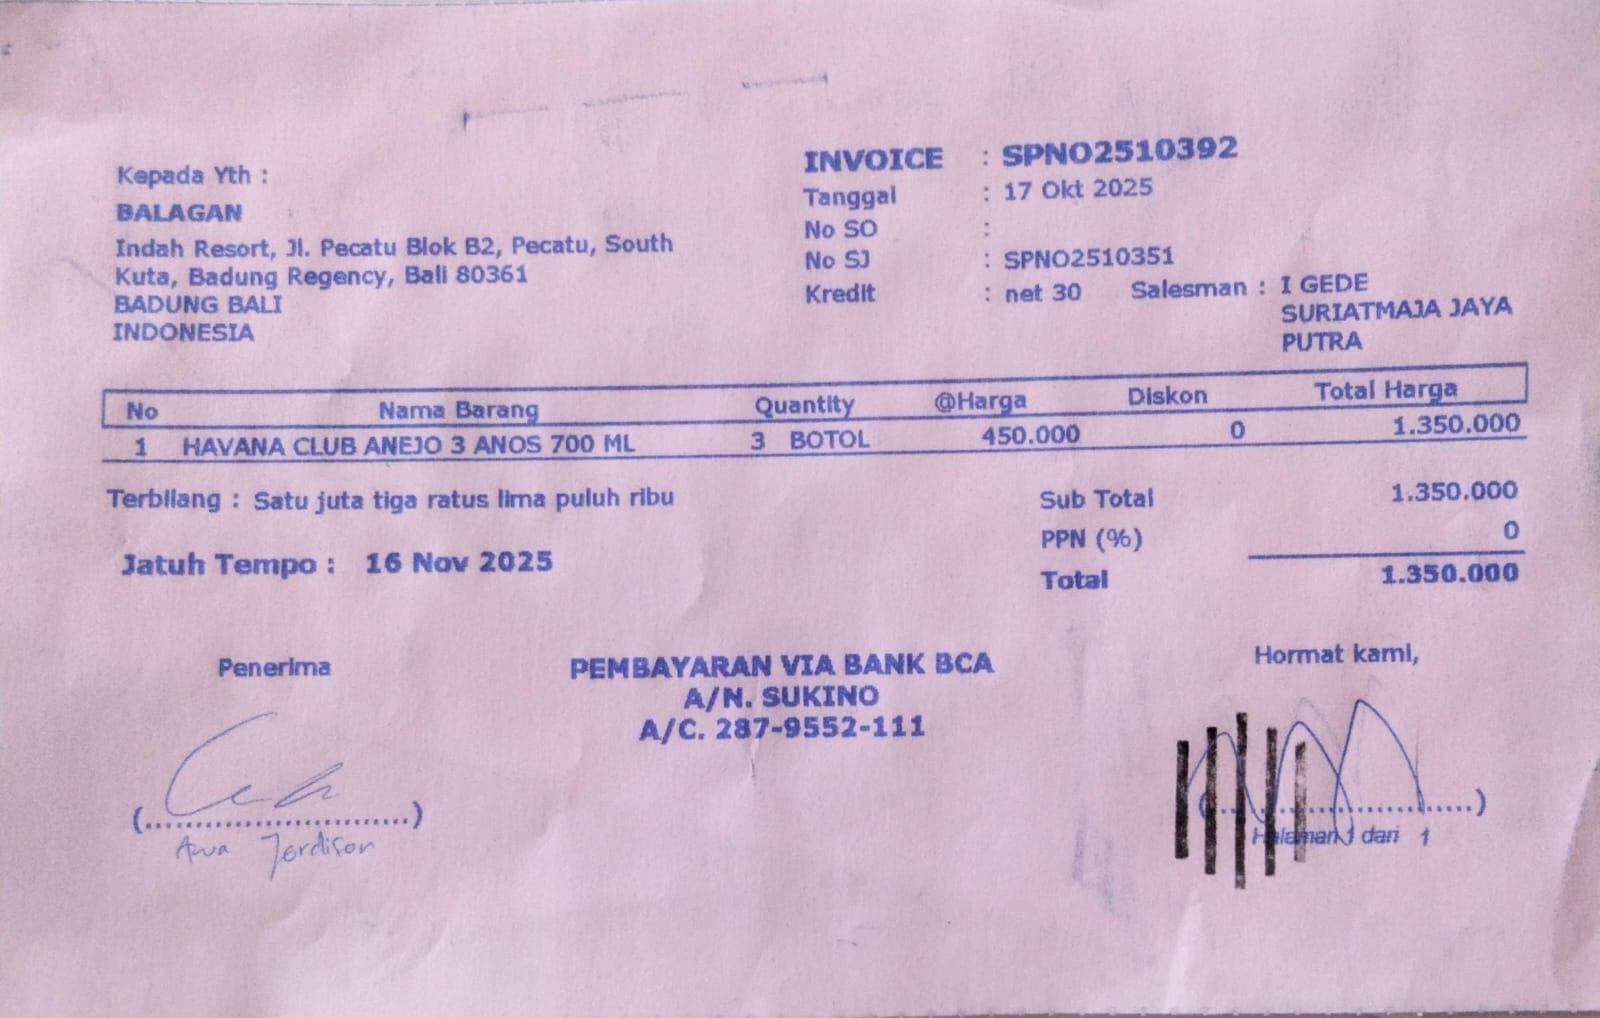 Kepada Yth :
BALAGAN
Indah Resort, Jl. Pecatu Blok B2, Pecatu, South
Kuta, Badung Regency, Bali 80361
BADUNG BALI
INDONESIA
INVOICE : SPNO2510392
Tanggal : 17 Okt 2025
No SO :
No SJ : SPNO2510351
Kredit : net 30 Salesman : I GEDE
SURIATMAJA JAYA
PUTRA
No Nama Barang Quantity @Harga Diskon Total Harga
1 HAVANA CLUB ANEJO 3 ANOS 700 ML 3 BOTOL 450.000 0 1.350.000
Terbilang : Satu juta tiga ratus lima puluh ribu
Sub Total 1.350.000
PPN (%) 0
Total 1.350.000
Jatuh Tempo : 16 Nov 2025
Penerima
PEMBAYARAN VIA BANK BCA
A/N. SUKINO
A/C. 287-9552-111
Hormat kami,
(..............................)
Jordison
(..............................)
Halaman 1 dari 1